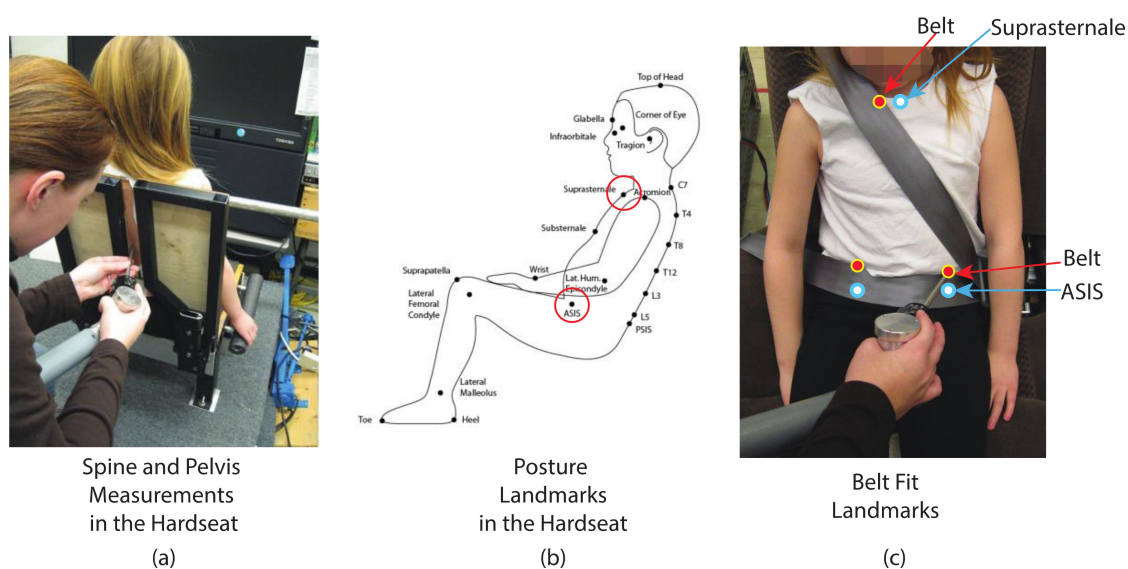 TOSHIBA
Spine and Pelvis
Measurements
in the Hardseat
(a)
Top of Head
Glabella
Corner of Eye
Infraorbitale
Tragion
Suprasternale
Acromion
C7
T4
Substernale
T8
Suprapatella
Wrist
T12
Lat. Hum.
Episondyle
Lateral
Femoral
Condyle
L3
ASIS
L5
PSIS
Lateral
Malleolus
Toe
Heel
Posture
Landmarks
in the Hardseat
(b)
Belt
Suprasternale
Belt
ASIS
Belt Fit
Landmarks
(c)